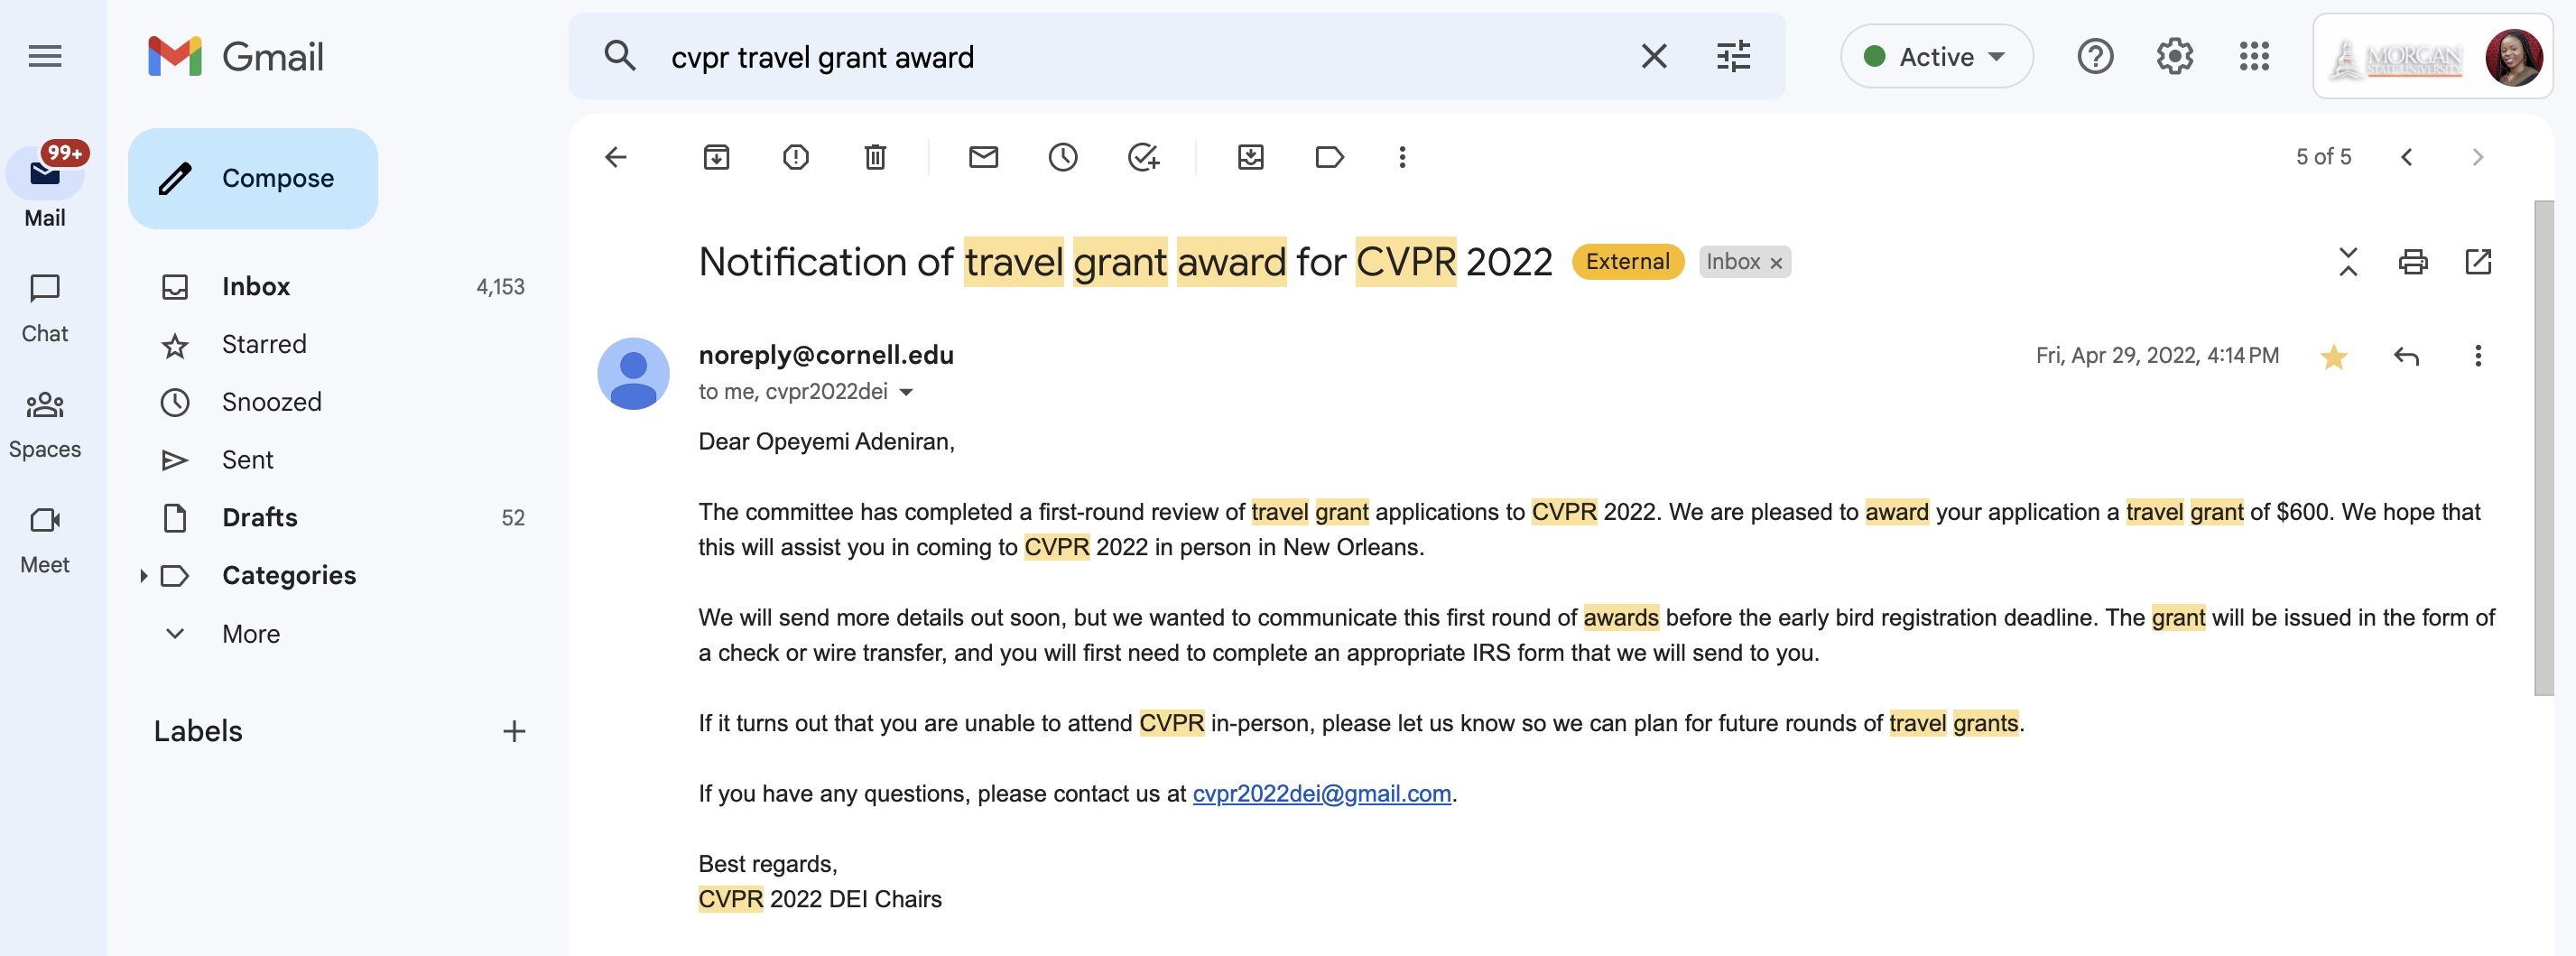 Gmail
cvpr travel grant award
Active
MORGAN
STATE UNIVERSITY
99+
Mail
Compose
5 of 5
Notification of travel grant award for CVPR 2022 External Inbox ×
Inbox 4,153
Chat
Starred
noreply@cornell.edu
Fri, Apr 29, 2022, 4:14 PM
to me, cvpr2022dei
Snoozed
Spaces
Sent
Dear Opeyemi Adeniran,
Drafts 52
The committee has completed a first-round review of travel grant applications to CVPR 2022. We are pleased to award your application a travel grant of $600. We hope that
this will assist you in coming to CVPR 2022 in person in New Orleans.
Meet
Categories
More
We will send more details out soon, but we wanted to communicate this first round of awards before the early bird registration deadline. The grant will be issued in the form of
a check or wire transfer, and you will first need to complete an appropriate IRS form that we will send to you.
Labels
If it turns out that you are unable to attend CVPR in-person, please let us know so we can plan for future rounds of travel grants.
If you have any questions, please contact us at cvpr2022dei@gmail.com.
Best regards,
CVPR 2022 DEI Chairs